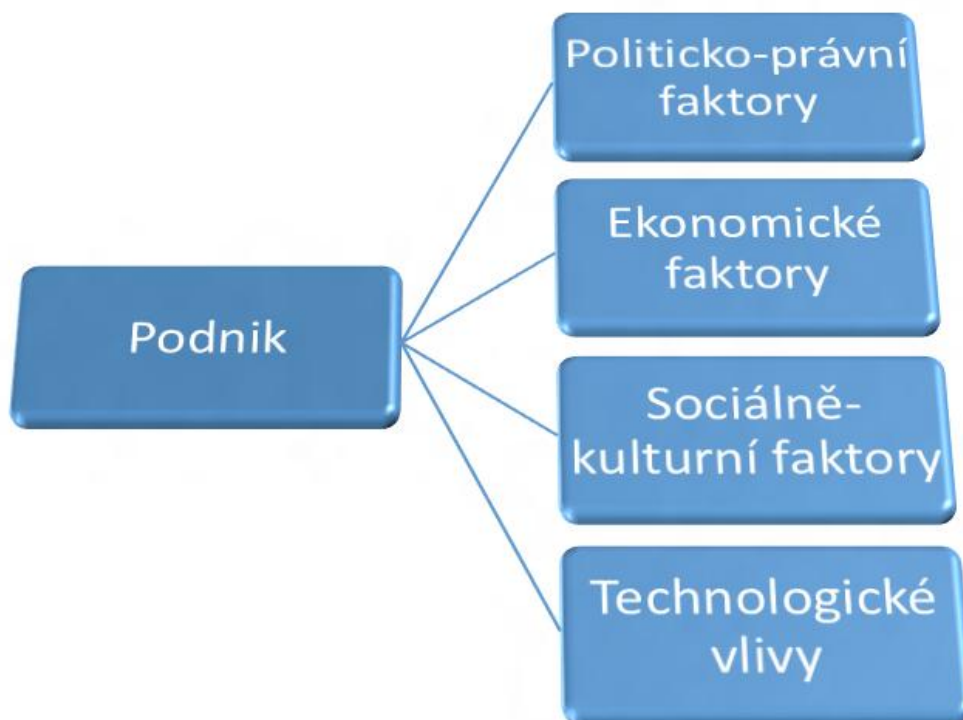 Politicko-právní
faktory
Ekonomické
faktory
Podnik
Sociálně-
kulturní faktory
Technologické
vlivy